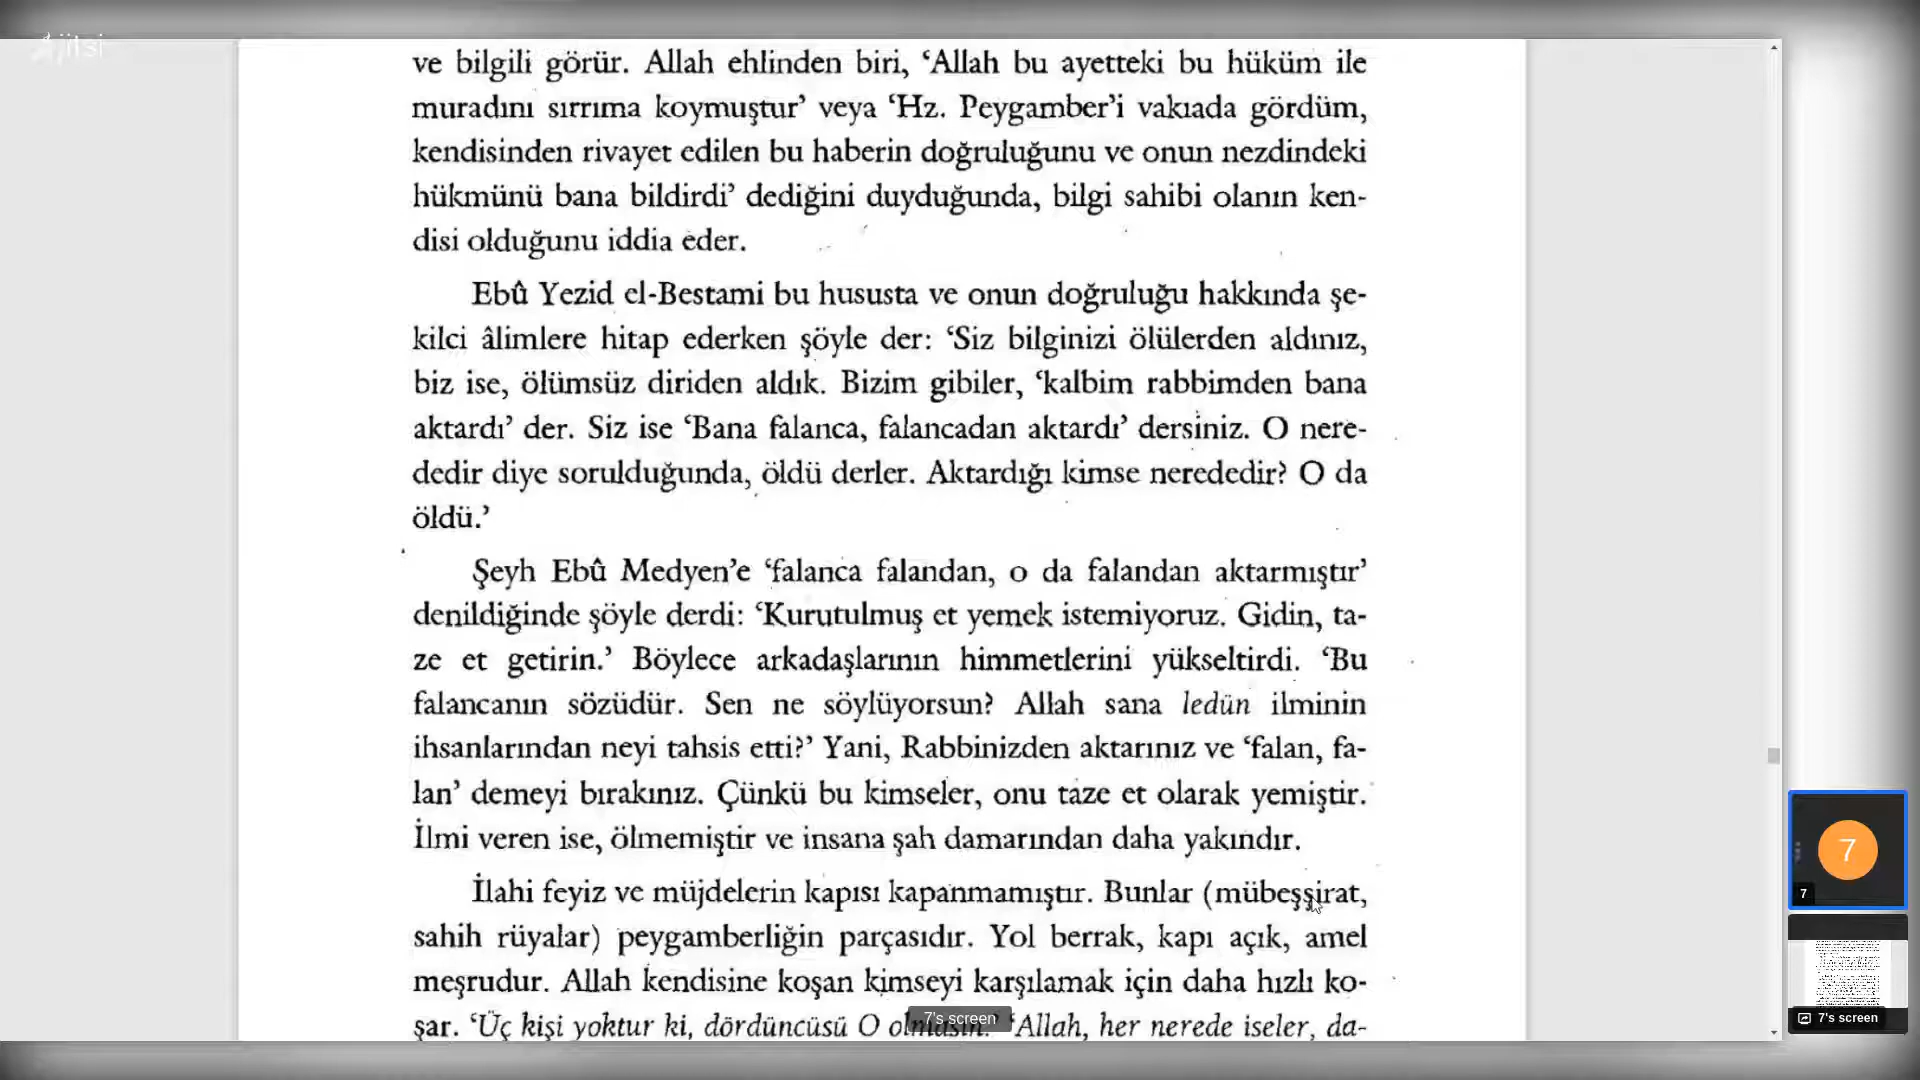 jitsi
ve bilgili görür. Allah ehlinden biri, ‘Allah bu ayetteki bu hüküm ile
muradını sırrıma koymuştur’ veya ‘Hz. Peygamber’i vakıada gördüm,
kendisinden rivayet edilen bu haberin doğruluğunu ve onun nezdindeki
hükmünü bana bildirdi’ dediğini duyduğunda, bilgi sahibi olanın ken-
disi olduğunu iddia eder.
Ebû Yezid el-Bestami bu hususta ve onun doğruluğu hakkında şe-
kilci âlimlere hitap ederken şöyle der: ‘Siz bilginizi ölülerden aldınız,
biz ise, ölümsüz diriden aldık. Bizim gibiler, ‘kalbim rabbimden bana
aktardı’ der. Siz ise ‘Bana falanca, falancadan aktardı’ dersiniz. O nere-
dedir diye sorulduğunda, öldü derler. Aktardığı kimse nerededir? O da
öldü.’
Şeyh Ebû Medyen’e ‘falanca falandan, o da falandan aktarmıştır’
denildiğinde şöyle derdi: ‘Kurutulmuş et yemek istemiyoruz. Gidin, ta-
ze et getirin.’ Böylece arkadaşlarının himmetlerini yükseltirdi. ‘Bu
falancanın sözüdür. Sen ne söylüyorsun? Allah sana ledün ilminin
ihsanlarından neyi tahsis etti?’ Yani, Rabbinizden aktarınız ve ‘falan, fa-
lan’ demeyi bırakınız. Çünkü bu kimseler, onu taze et olarak yemiştir.
İlmi veren ise, ölmemiştir ve insana şah damarından daha yakındır.
İlahi feyiz ve müjdelerin kapısı kapanmamıştır. Bunlar (mübeşşirat,
sahih rüyalar) peygamberliğin parçasıdır. Yol berrak, kapı açık, amel
meşrudur. Allah kendisine koşan kimseyi karşılamak için daha hızlı ko-
şar. ‘Üç kişi yoktur ki, dördüncüsü O olmasın.’ ‘Allah, her nerede iseler, da-
7's screen
7
7
7's screen